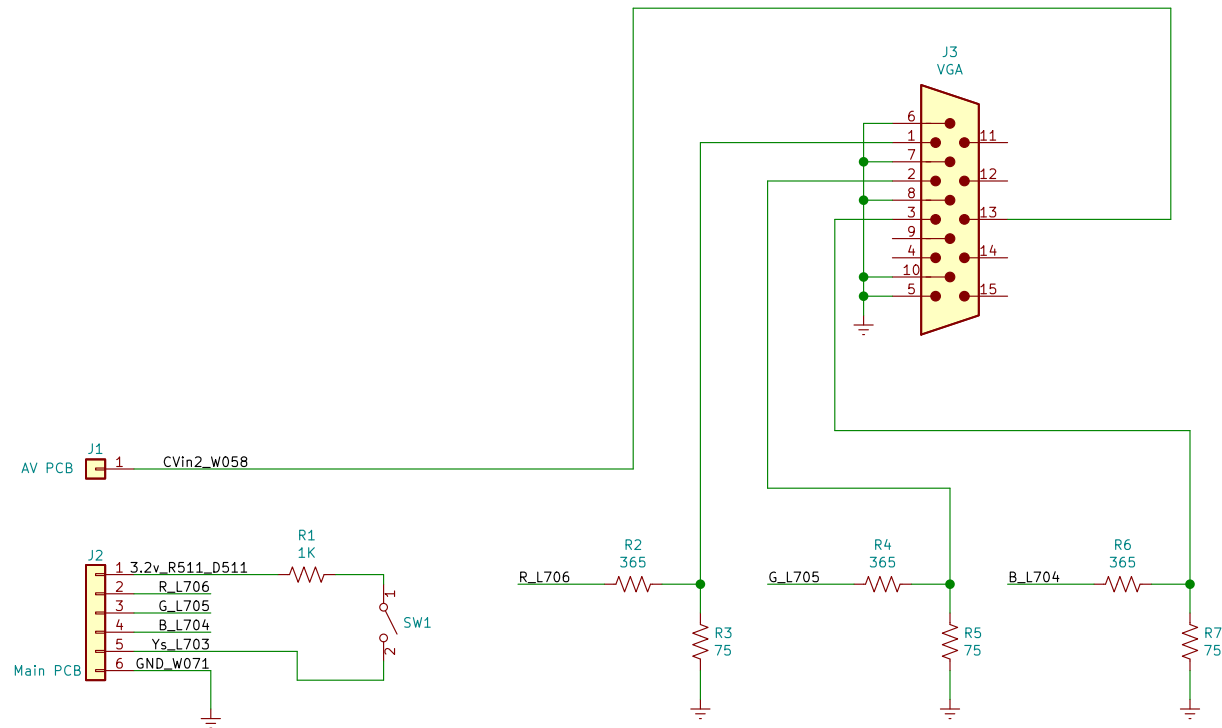 J3
VGA
6
1
11
7
2
12
8
3
13
9
4
14
10
5
15
J1
AV PCB
1
CVin2_W058
R1
1K
R2
365
R4
365
R6
365
J2
1
3.2v_R511_D511
2
R_L706
3
G_L705
4
B_L704
5
Ys_L703
6
GND_W071
Main PCB
1
SW1
2
R_L706
G_L705
B_L704
R3
75
R5
75
R7
75